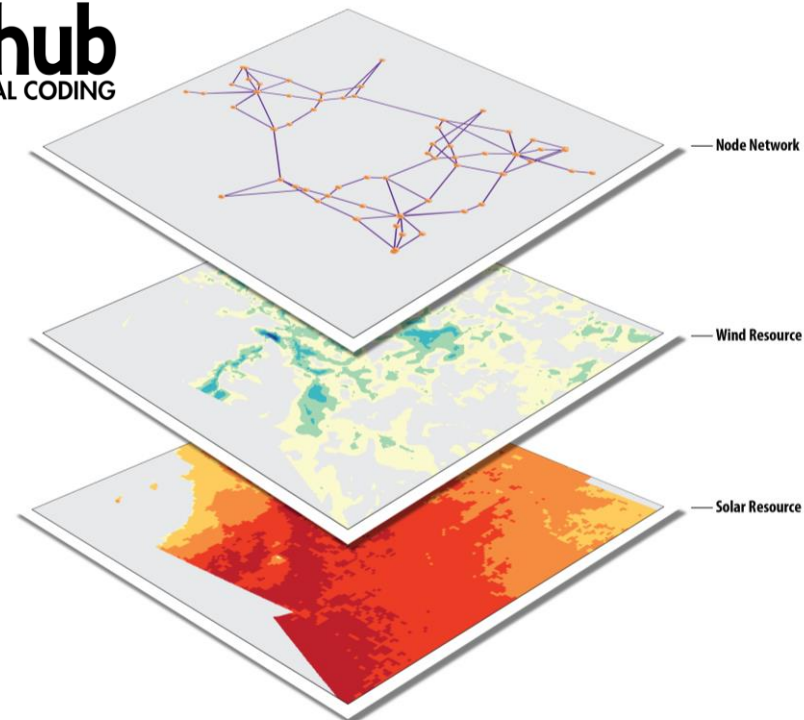 hub
AL CODING
Node Network
Wind Resource
Solar Resource